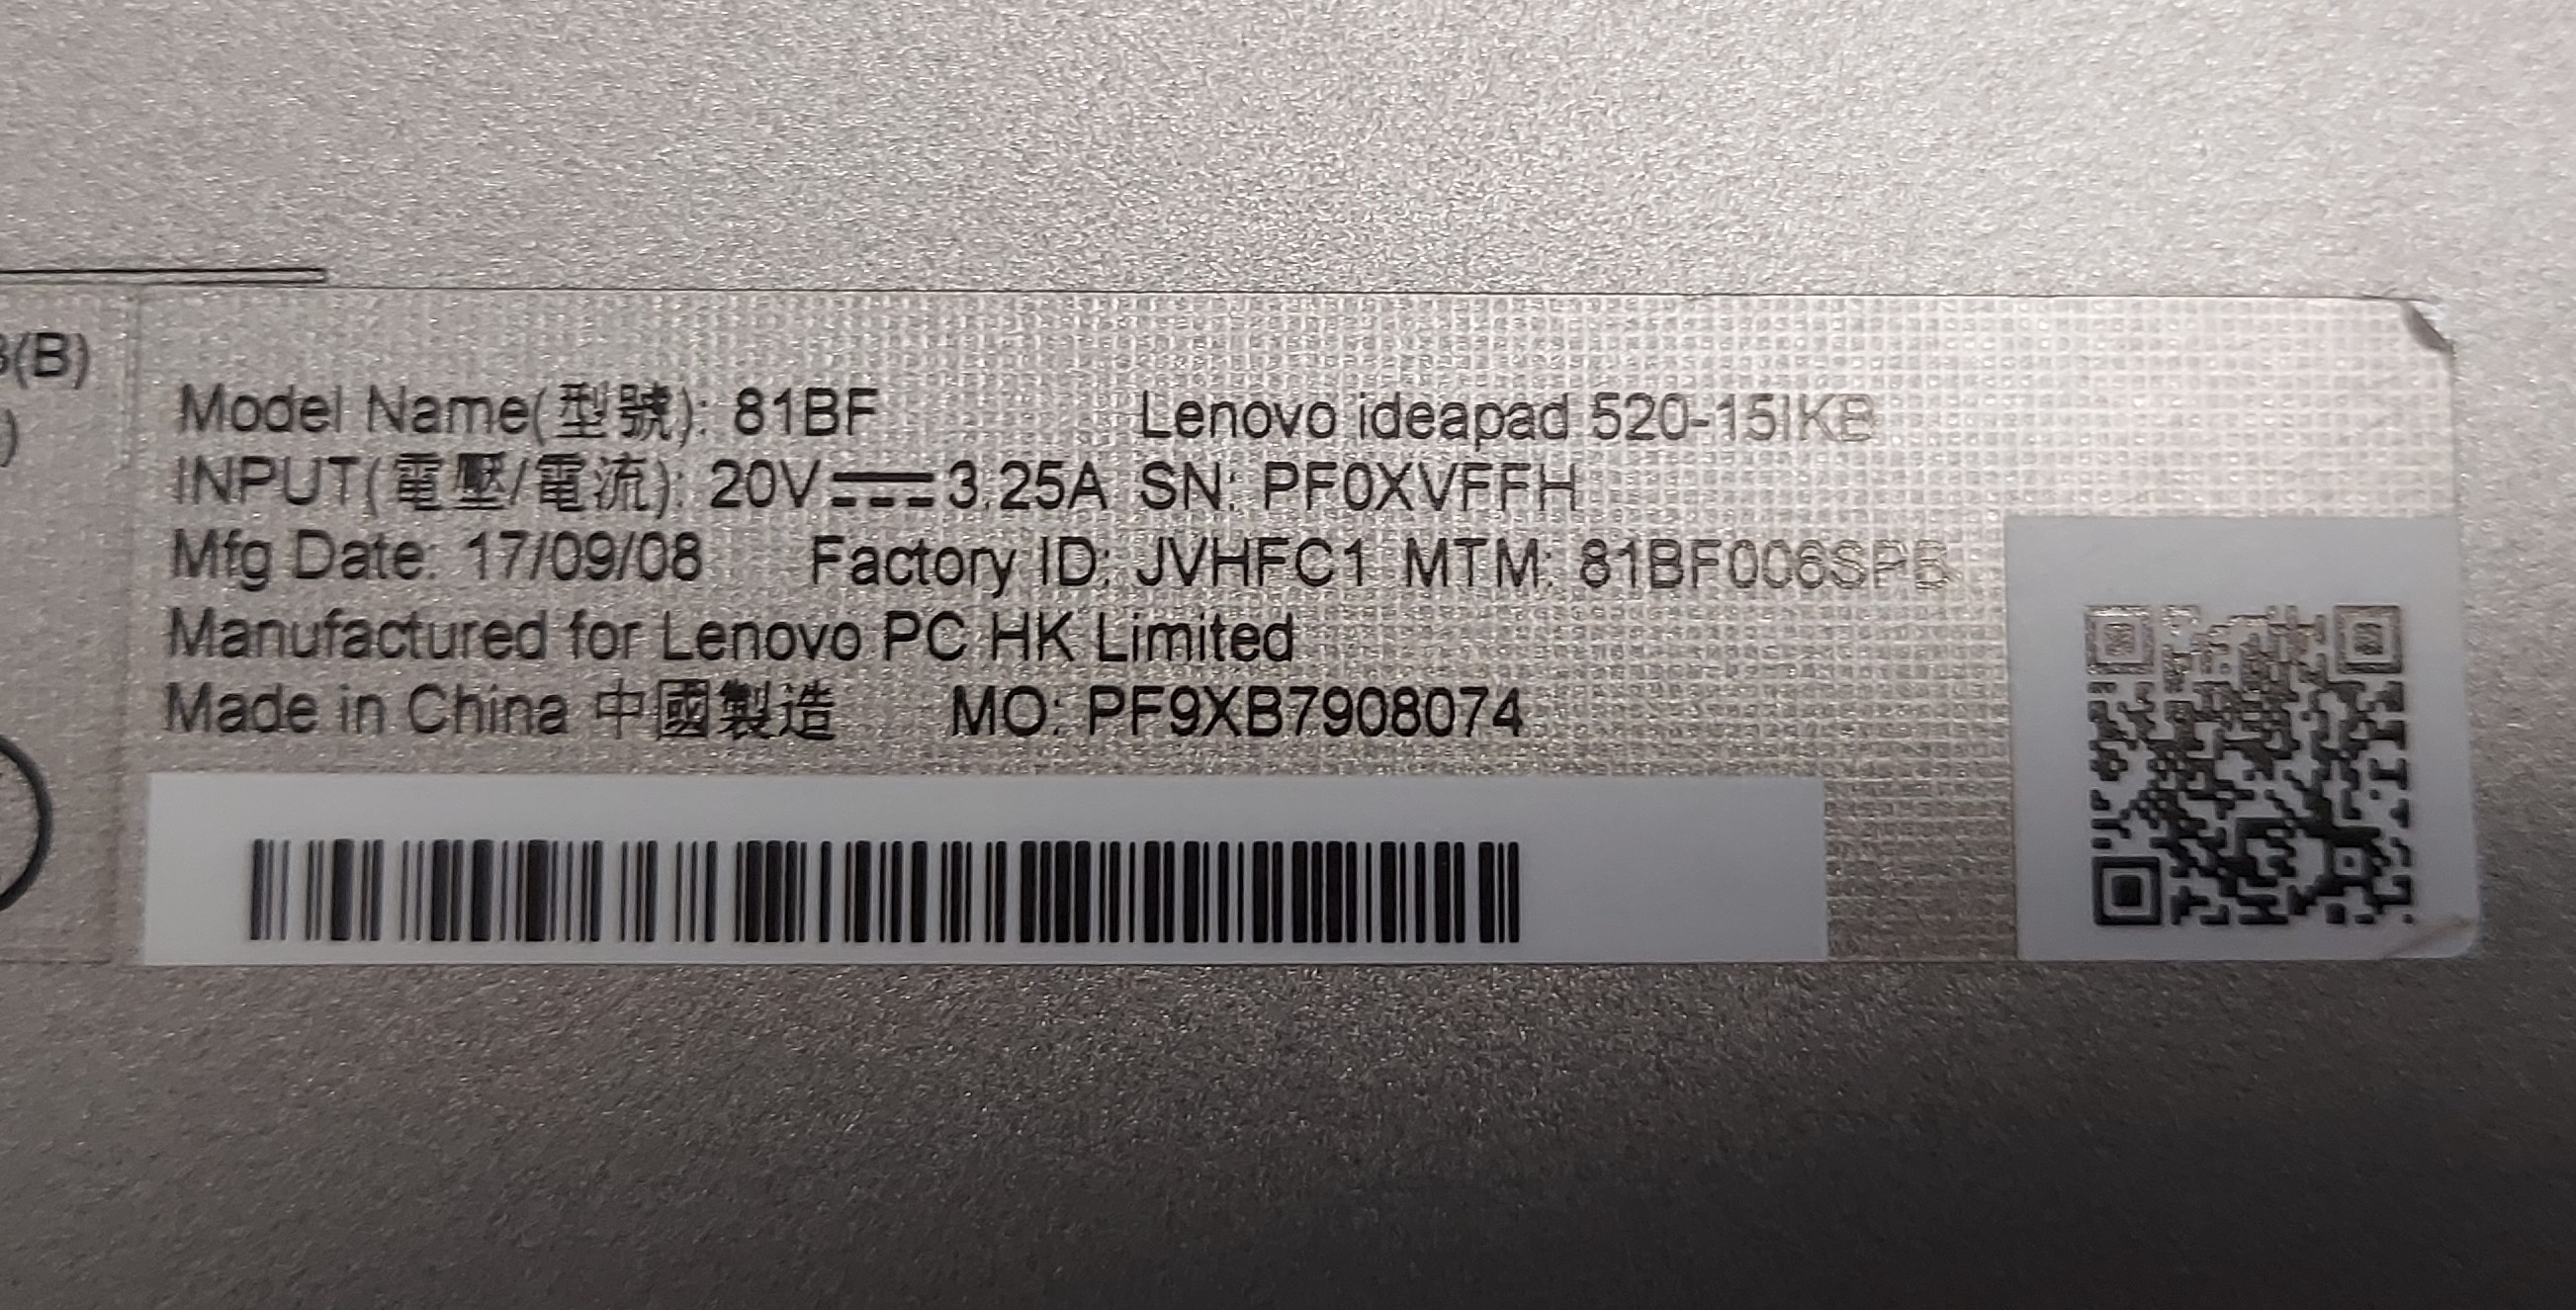 (B)
)
Model Name(型號): 81BF Lenovo ideapad 520-15IKB
INPUT(電壓/電流): 20V⎓3.25A SN: PF0XVFFH
Mfg Date: 17/09/08 Factory ID: JVHFC1 MTM: 81BF006SPB
Manufactured for Lenovo PC HK Limited
Made in China 中國製造 MO: PF9XB7908074